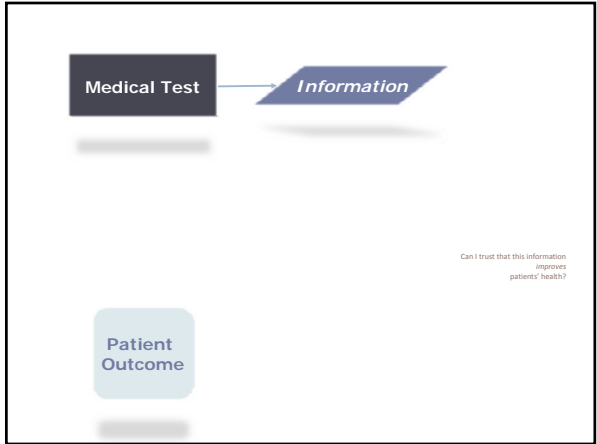 Medical Test
Information
Can I trust that this information
improves
patients' health?
Patient
Outcome